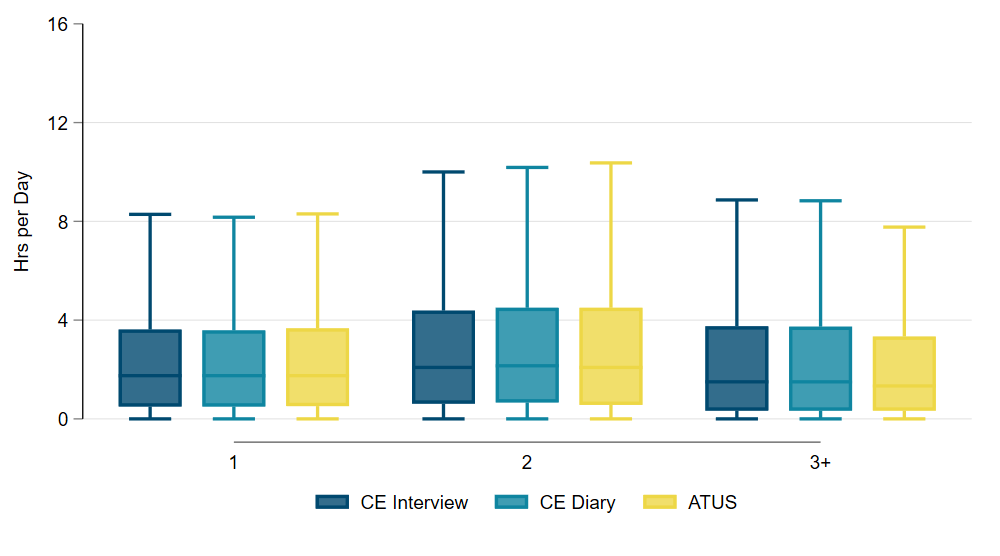 16
12
8
4
0
Hrs per Day
1
2
3+
CE Interview
CE Diary
ATUS